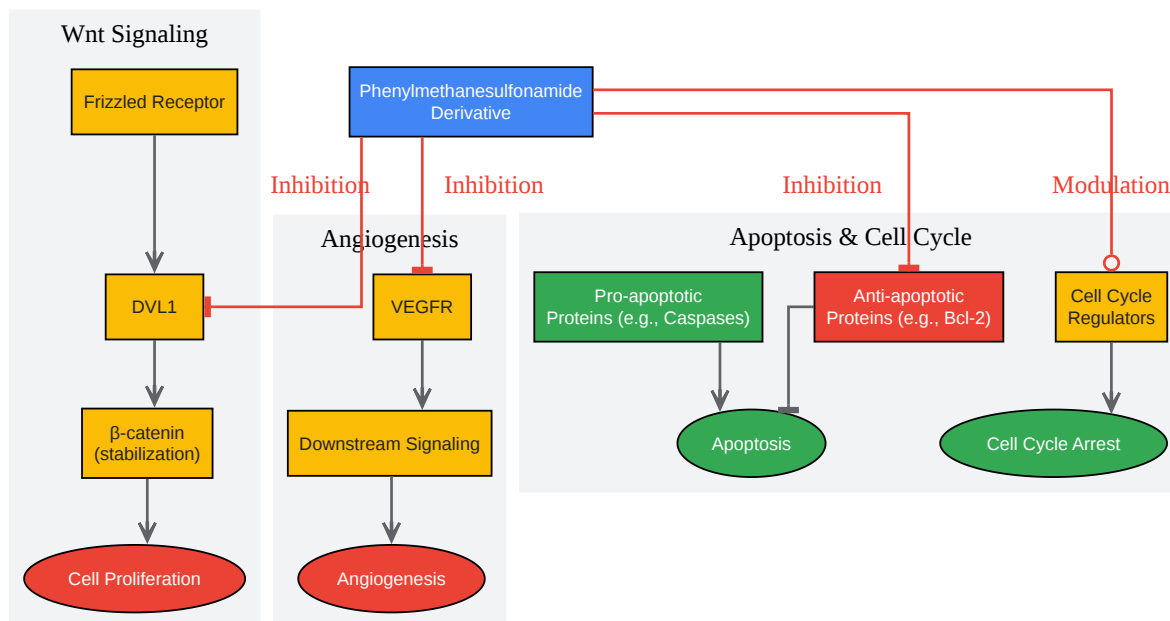 Wnt Signaling
Frizzled Receptor
Phenylmethanesulfonamide
Derivative
Inhibition
Inhibition
Inhibition
Modulation
Angiogenesis
Apoptosis & Cell Cycle
DVL1
VEGFR
Pro-apoptotic
Proteins (e.g., Caspases)
Anti-apoptotic
Proteins (e.g., Bcl-2)
Cell Cycle
Regulators
β-catenin
(stabilization)
Downstream Signaling
Apoptosis
Cell Cycle Arrest
Cell Proliferation
Angiogenesis